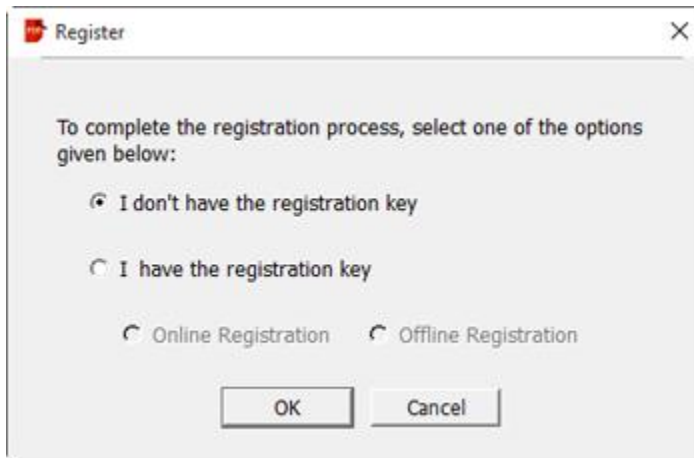 PDF
Register
To complete the registration process, select one of the options
given below:
I don't have the registration key
I have the registration key
Online Registration Offline Registration
OK Cancel